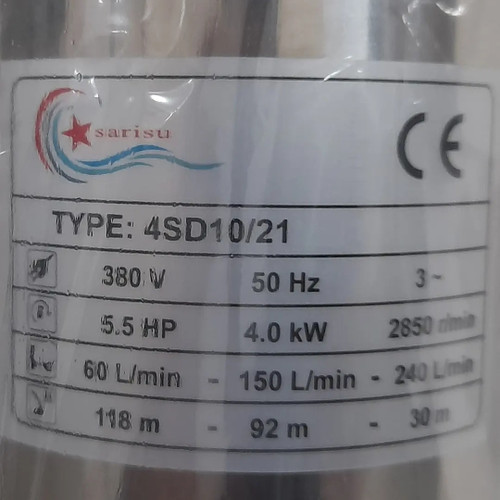 sarisu
CE
TYPE: 4SD10/21
380 V 50 Hz 3 ~
5.5 HP 4.0 kW 2850 r/min
60 L/min - 150 L/min - 240 L/min
118 m - 92 m - 30 m